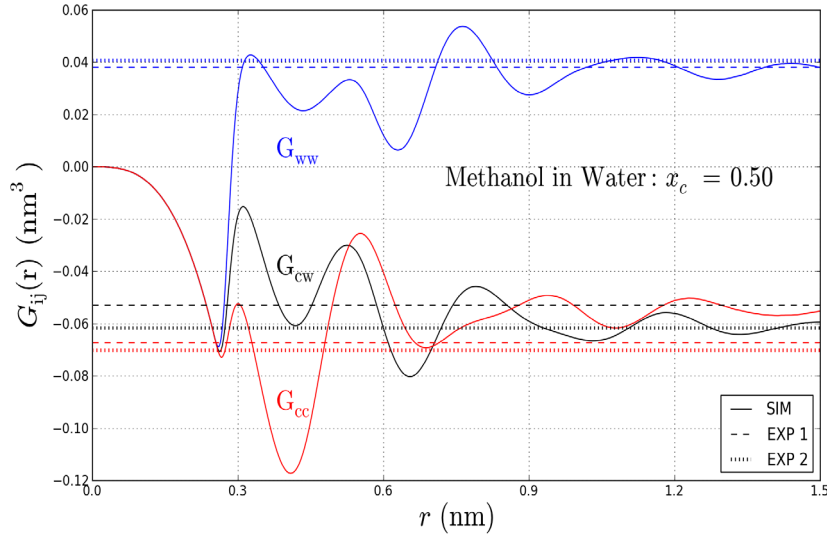 0.06
0.04
0.02
0.00
−0.02
−0.04
−0.06
−0.08
−0.10
−0.12
G_ij(r) (nm³)
G_ww
Methanol in Water: x_c = 0.50
G_cw
G_cc
SIM
EXP 1
EXP 2
0.0 0.3 0.6 0.9 1.2 1.5
r (nm)